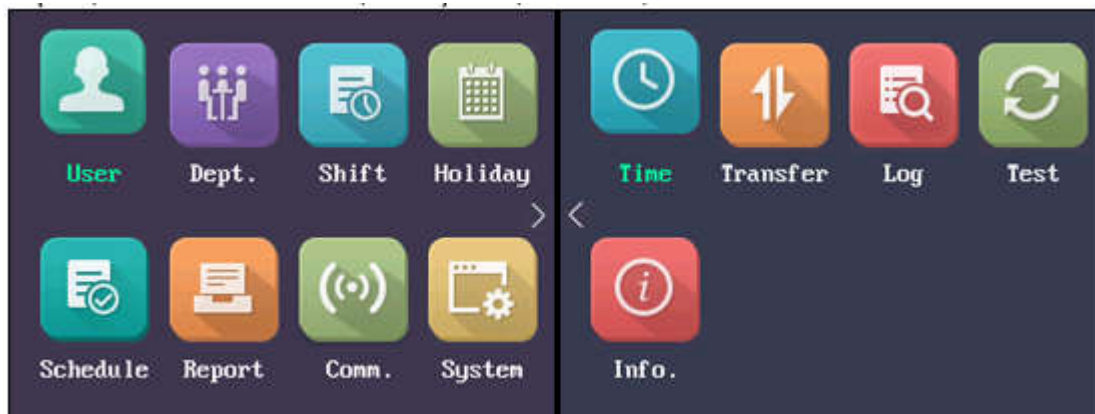 User Dept. Shift Holiday
Schedule Report Comm. System
Time Transfer Log Test
Info.